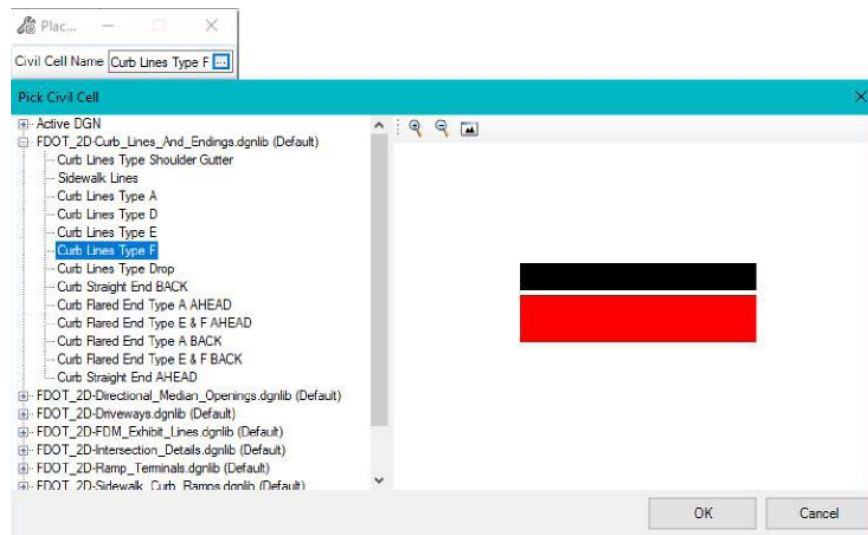 Plac...
Civil Cell Name Curb Lines Type F ...
Pick Civil Cell
Active DGN
FDOT_2D-Curb_Lines_And_Endings.dgnlib (Default)
Curb Lines Type Shoulder Gutter
Sidewalk Lines
Curb Lines Type A
Curb Lines Type D
Curb Lines Type E
Curb Lines Type F
Curb Lines Type Drop
Curb Straight End BACK
Curb Flared End Type A AHEAD
Curb Flared End Type E & F AHEAD
Curb Flared End Type A BACK
Curb Flared End Type E & F BACK
Curb Straight End AHEAD
FDOT_2D-Directional_Median_Openings.dgnlib (Default)
FDOT_2D-Driveways.dgnlib (Default)
FDOT_2D-FDM_Exhibit_Lines.dgnlib (Default)
FDOT_2D-Intersection_Details.dgnlib (Default)
FDOT_2D-Ramp_Terminals.dgnlib (Default)
FDOT_2D-Sidewalk_Curb_Ramps.dgnlib (Default)
OK Cancel